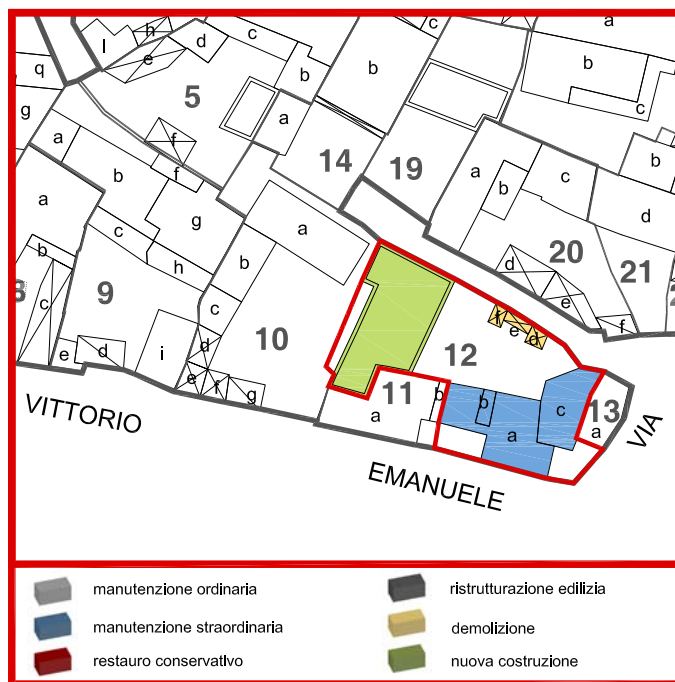 l
h
d
c
a
c
a
e
q
5
b
b
b
c
g
a
f
a
14
19
a
c
b
b
b
f
a
b
d
a
c
g
a
20
21
b
h
b
d
c
9
c
e
f
10
12
f
e
d
d
e
d
i
11
b
b
c
13
e
f
g
a
a
a
VITTORIO
EMANUELE
VIA
manutenzione ordinaria
ristrutturazione edilizia
manutenzione straordinaria
demolizione
restauro conservativo
nuova costruzione